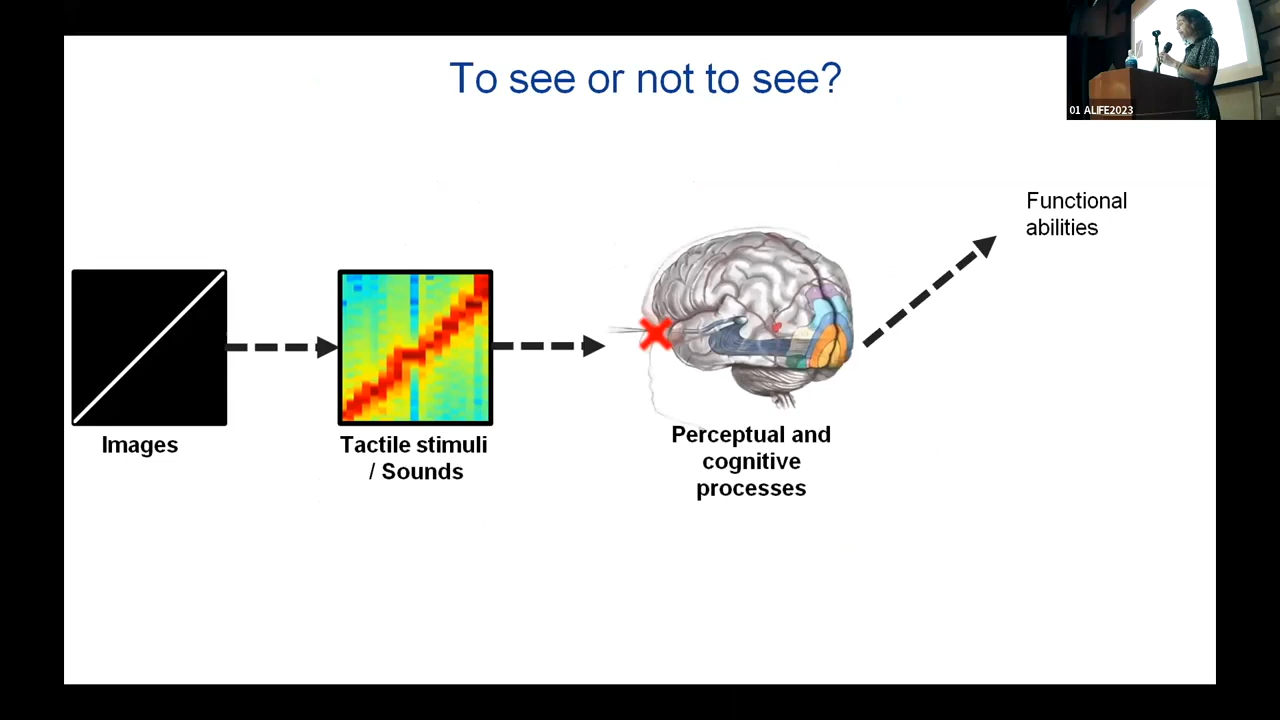 To see or not to see?
01 ALIFE2023
Functional
abilities
Images
Tactile stimuli
/ Sounds
Perceptual and
cognitive
processes